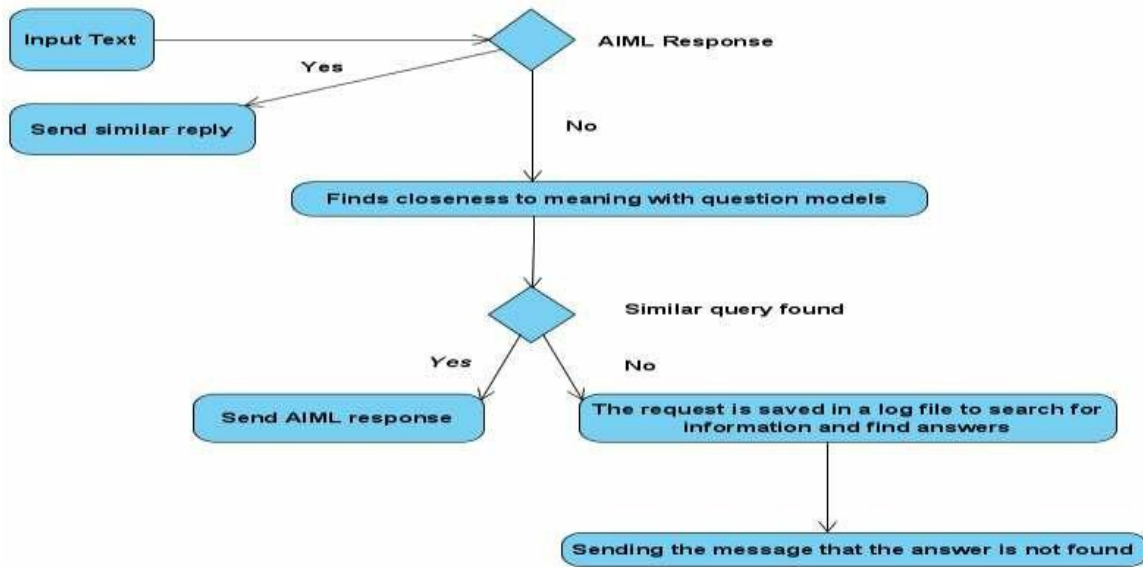 Input Text
AIML Response
Yes
Send similar reply
No
Finds closeness to meaning with question models
Similar query found
Yes
No
Send AIML response
The request is saved in a log file to search for
information and find answers
Sending the message that the answer is not found